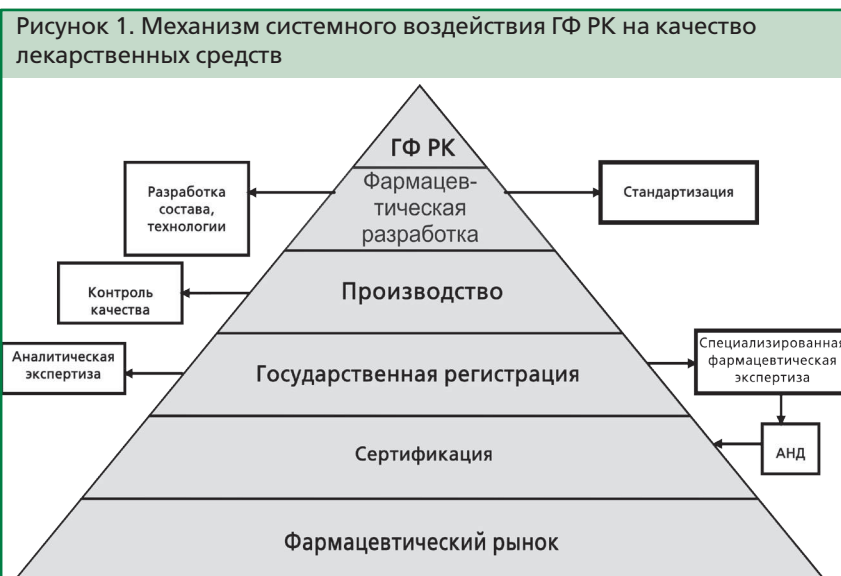 Рисунок 1. Механизм системного воздействия ГФ РК на качество
лекарственных средств
ГФ РК
Фармацев-
тическая
разработка
Разработка
состава,
технологии
Стандартизация
Производство
Контроль
качества
Государственная регистрация
Аналитическая
экспертиза
Специализированная
фармацевтическая
экспертиза
АНД
Сертификация
Фармацевтический рынок